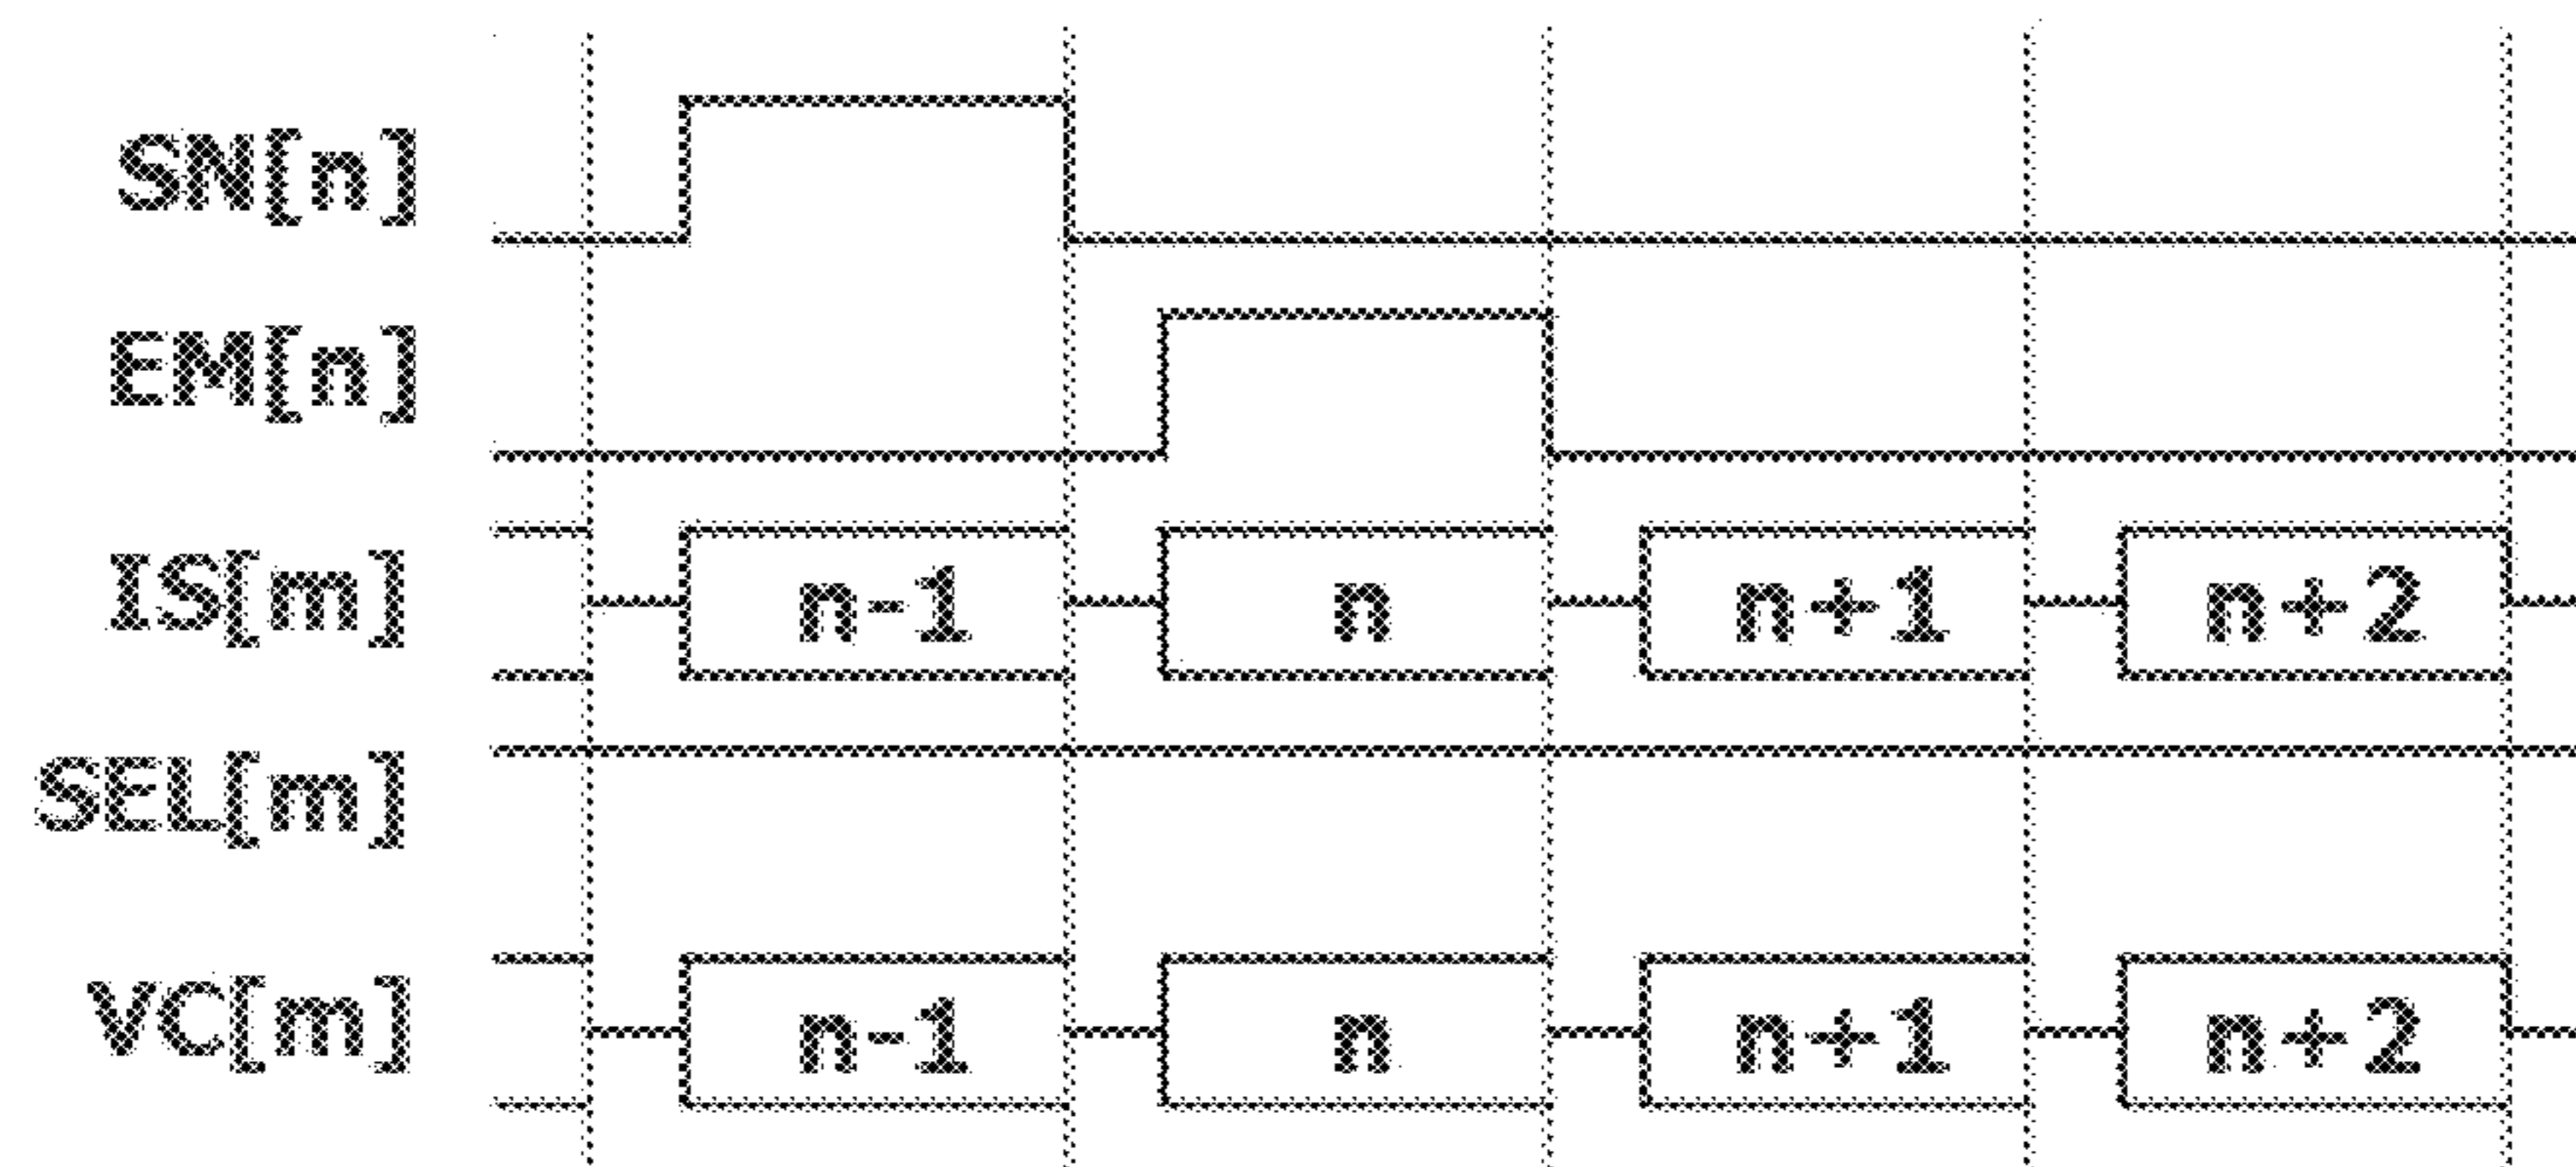 SN[n]
EM[n]
IS[m] n-1 n n+1 n+2
SEL[m]
VC[m] n-1 n n+1 n+2